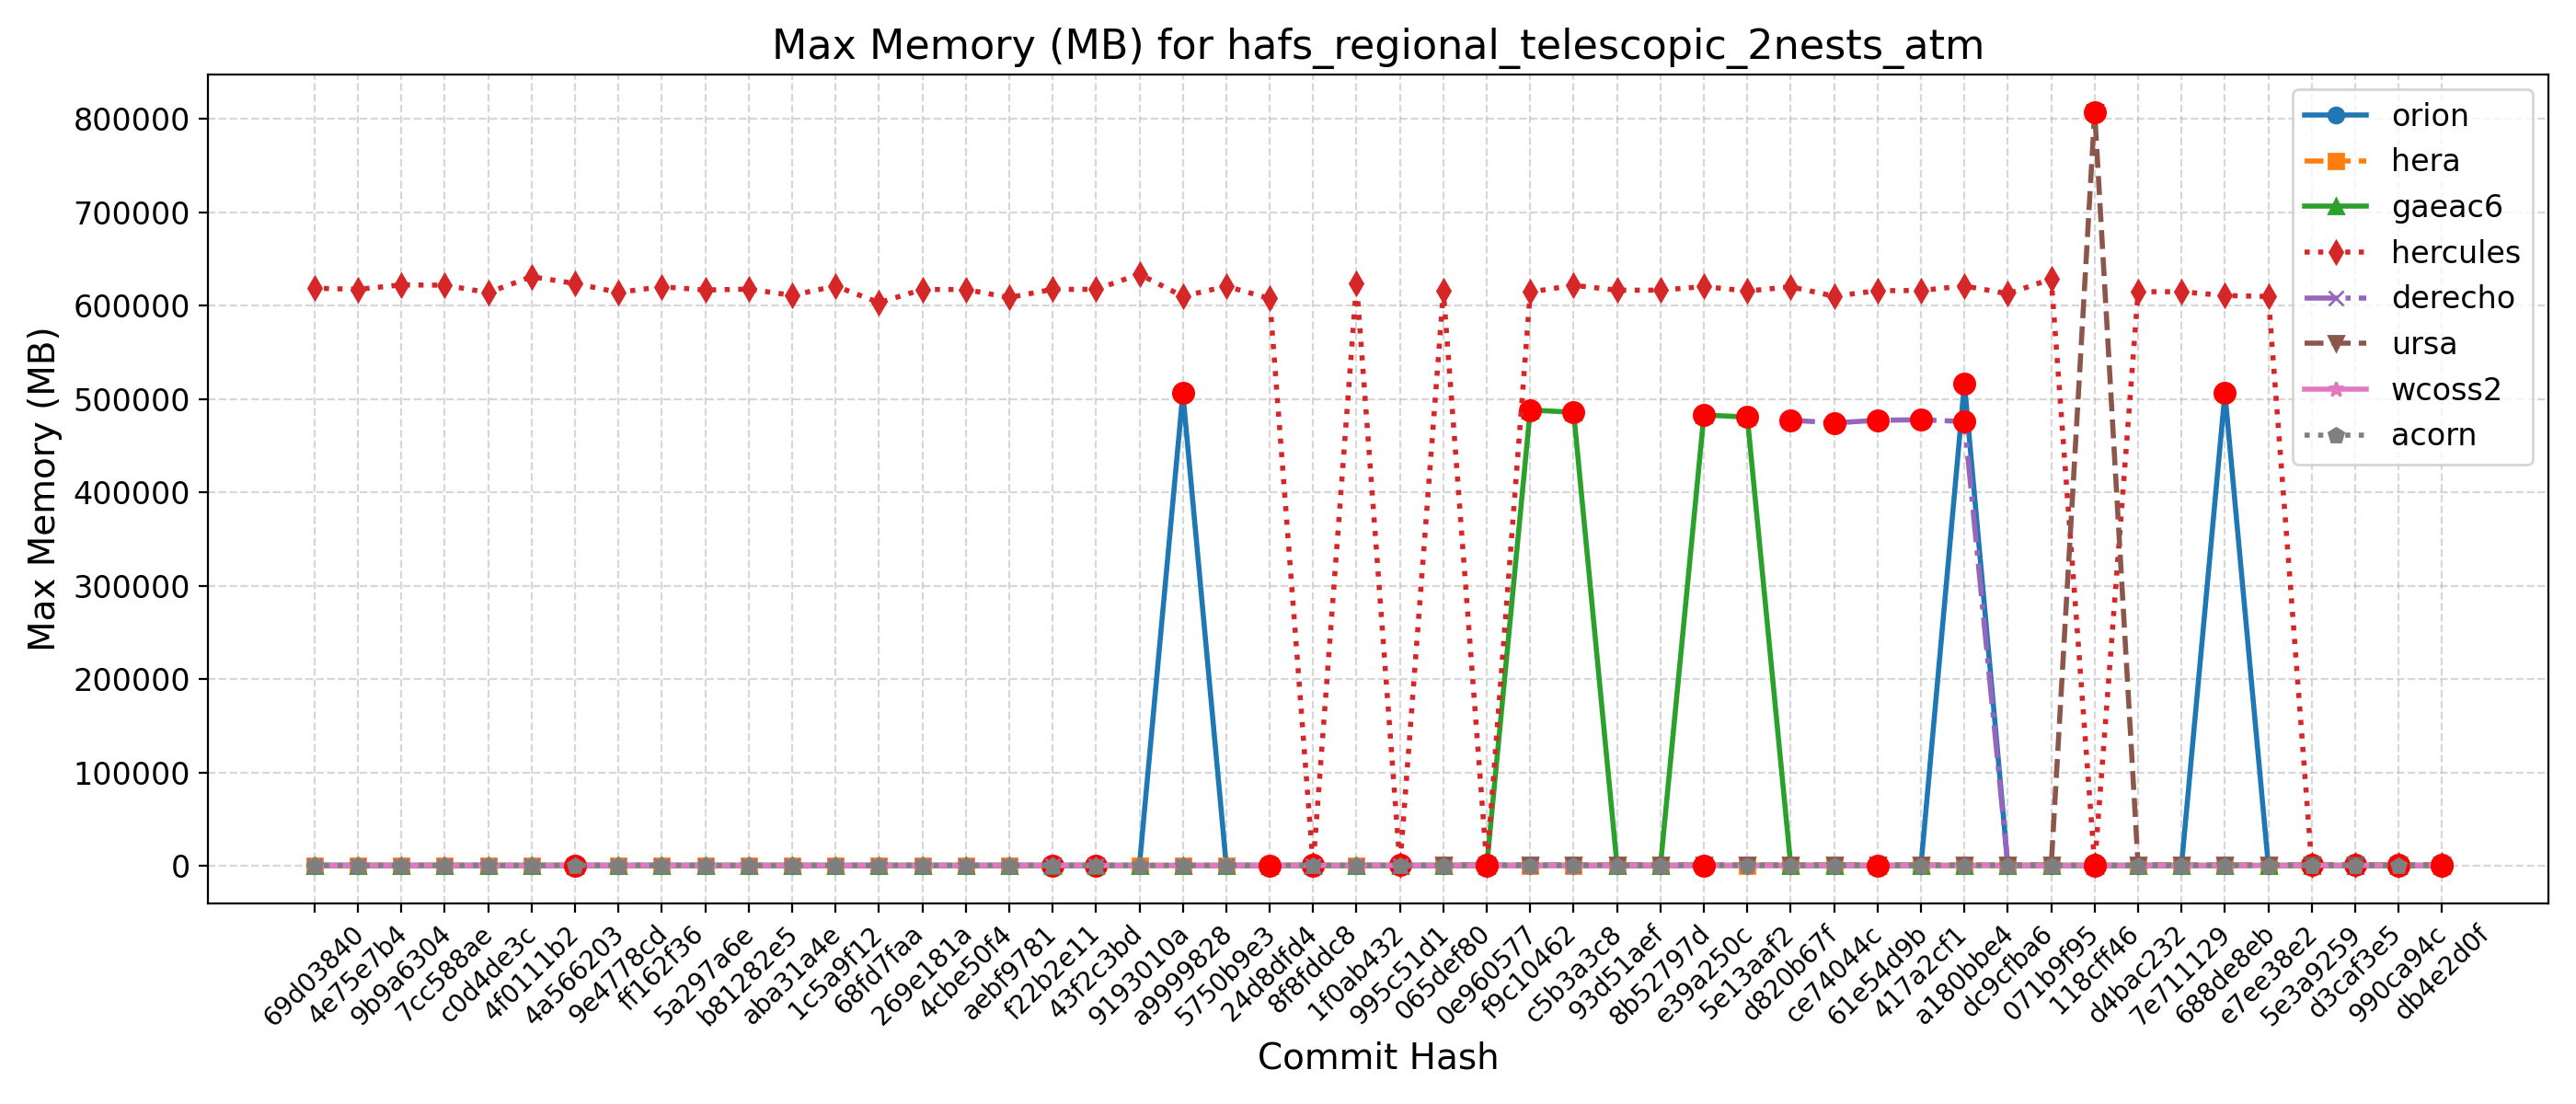 Max Memory (MB) for hafs_regional_telescopic_2nests_atm
Max Memory (MB)
800000
700000
600000
500000
400000
300000
200000
100000
0
orion
hera
gaeac6
hercules
derecho
ursa
wcoss2
acorn
69d03840
4e75e7b4
9b9a6304
7cc588ae
c0d4de3c
4f0111b2
4a566203
9e4778cd
ff162f36
5a297a6e
b81282e5
aba31a4e
1c5a9f12
68fd7faa
269e181a
4cbe50f4
aebf9781
f22b2e11
43f2c3bd
9193010a
a9999828
5750b9e3
24d8dfd4
8f8fddc8
1f0ab432
995c51d1
065def80
0e960577
f9c10462
c5b3a3c8
93d51aef
8b52797d
e39a250c
5e13aaf2
d820b67f
ce74044c
61e54d9b
417a2cf1
a180bbe4
dc9cfba6
071b9f95
118cff46
d4bac232
7e711129
688de8eb
e7ee38e2
5e3a9259
d3caf3e5
990ca94c
db4e2d0f
Commit Hash